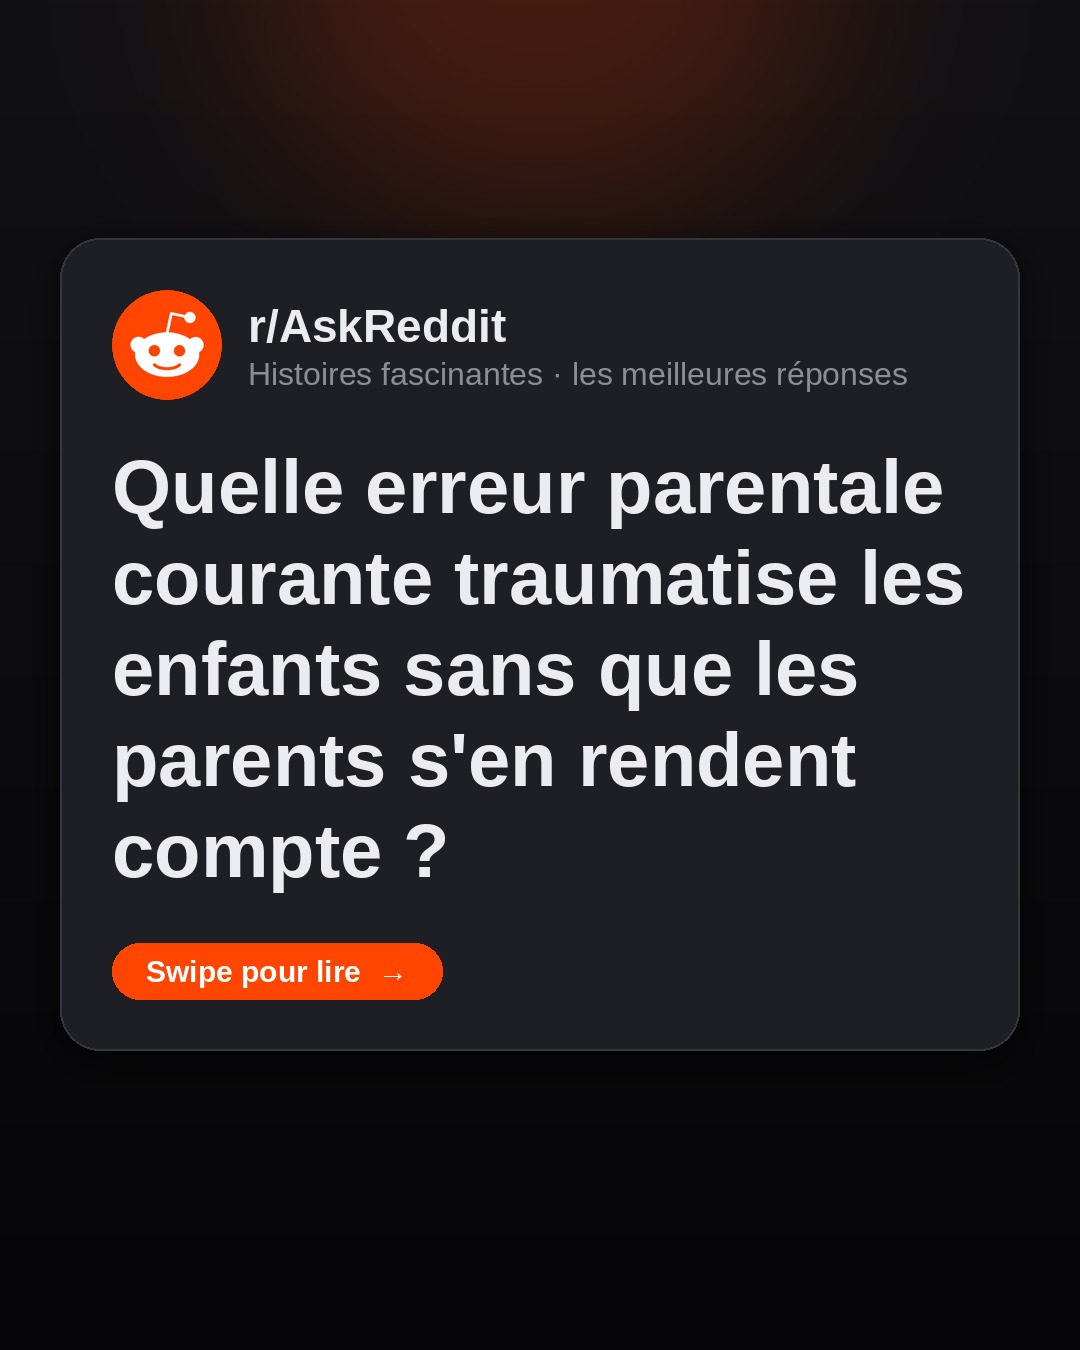 r/AskReddit
Histoires fascinantes · les meilleures réponses
Quelle erreur parentale
courante traumatise les
enfants sans que les
parents s'en rendent
compte ?
Swipe pour lire →